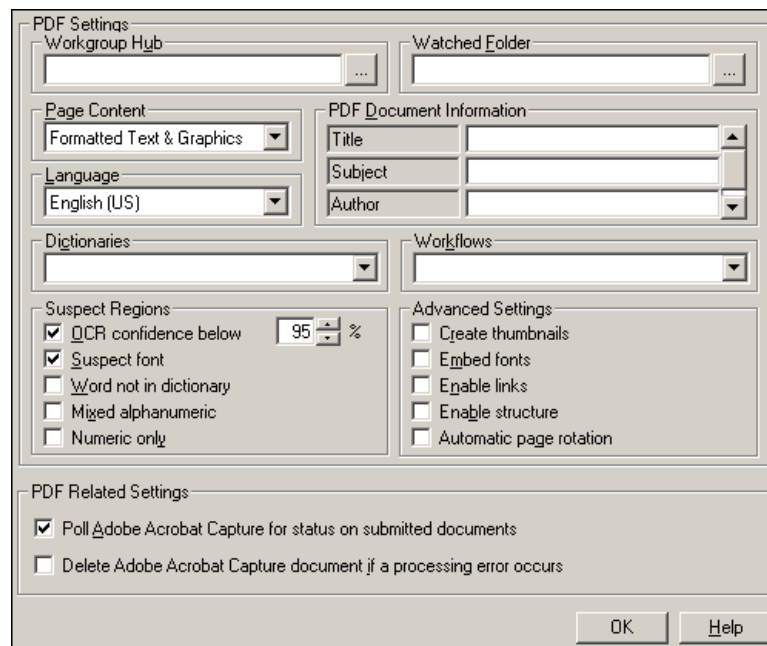 PDF Settings
Workgroup Hub
Watched Folder
...
...
Page Content
Formatted Text & Graphics
Language
English (US)
PDF Document Information
Title
Subject
Author
Dictionaries
Workflows
Suspect Regions
OCR confidence below 95 %
Suspect font
Word not in dictionary
Mixed alphanumeric
Numeric only
Advanced Settings
Create thumbnails
Embed fonts
Enable links
Enable structure
Automatic page rotation
PDF Related Settings
Poll Adobe Acrobat Capture for status on submitted documents
Delete Adobe Acrobat Capture document if a processing error occurs
OK
Help